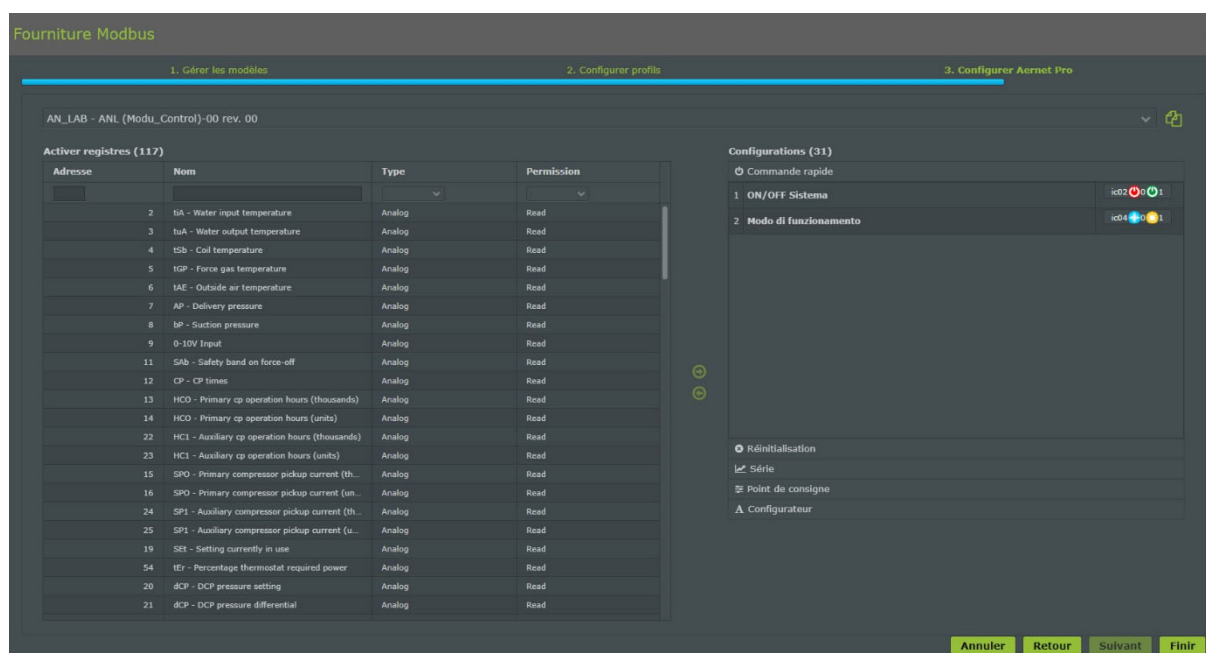 Fourniture Modbus
1. Gérer les modèles 2. Configurer profils 3. Configurer Aernet Pro
AN_LAB - ANL (Modu_Control)-00 rev. 00
Activer registres (117)
Adresse Nom Type Permission
2 tiA - Water input temperature Analog Read
3 tuA - Water output temperature Analog Read
4 tSb - Coil temperature Analog Read
5 tGP - Force gas temperature Analog Read
6 tAE - Outside air temperature Analog Read
7 AP - Delivery pressure Analog Read
8 bP - Suction pressure Analog Read
9 0-10V Input Analog Read
11 SAb - Safety band on force-off Analog Read
12 CP - CP times Analog Read
13 HCO - Primary cp operation hours (thousands) Analog Read
14 HCO - Primary cp operation hours (units) Analog Read
22 HC1 - Auxiliary cp operation hours (thousands) Analog Read
23 HC1 - Auxiliary cp operation hours (units) Analog Read
15 SPO - Primary compressor pickup current (th... Analog Read
16 SPO - Primary compressor pickup current (un... Analog Read
24 SP1 - Auxiliary compressor pickup current (th... Analog Read
25 SP1 - Auxiliary compressor pickup current (u... Analog Read
19 SEt - Setting currently in use Analog Read
54 tEr - Percentage thermostat required power Analog Read
20 dCP - DCP pressure setting Analog Read
21 dCP - DCP pressure differential Analog Read
Configurations (31)
Commande rapide
1 ON/OFF Sistema ic02 0 1
2 Modo di funzionamento ic04 0 1
Réinitialisation
Série
Point de consigne
A Configurateur
Annuler Retour Suivant Finir